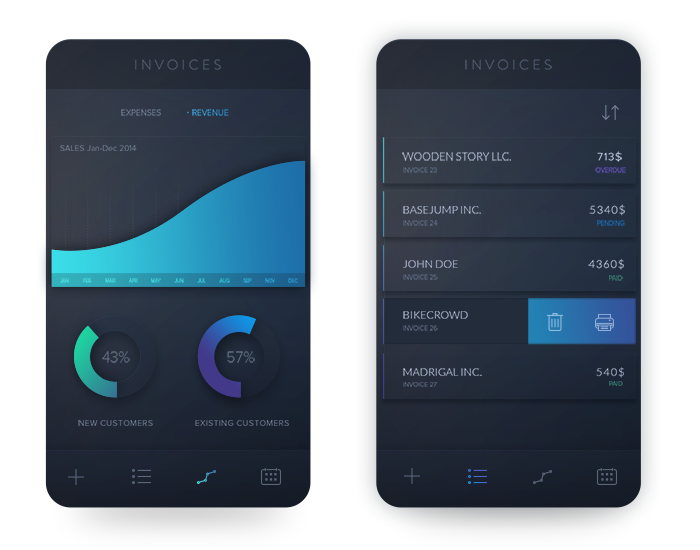 INVOICES
EXPENSES
- REVENUE
SALES Jan-Dec 2014
JAN FEB MAR APR MAY JUN JUL AUG SEP NOV DEC
43%
57%
NEW CUSTOMERS
EXISTING CUSTOMERS
INVOICES
WOODEN STORY LLC.
713$
INVOICE 23
OVERDUE
BASEJUMP INC.
5340$
INVOICE 24
PENDING
JOHN DOE
4360$
INVOICE 25
PAID
BIKECROWD
INVOICE 26
MADRIGAL INC.
540$
INVOICE 27
PAID